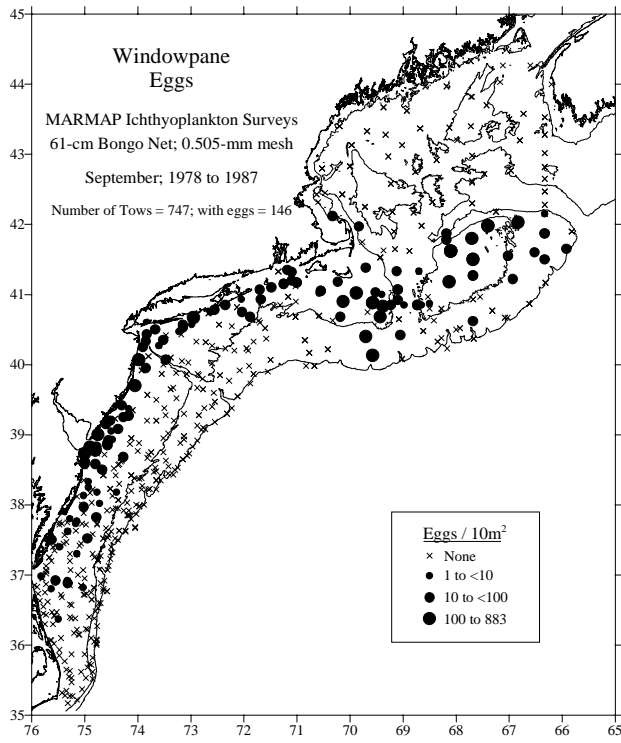 Windowpane
Eggs
MARMAP Ichthyoplankton Surveys
61-cm Bongo Net; 0.505-mm mesh
September; 1978 to 1987
Number of Tows = 747; with eggs = 146
45
44
43
42
41
40
39
38
37
36
35
Eggs / 10m²
None
1 to <10
10 to <100
100 to 883
76 75 74 73 72 71 70 69 68 67 66 65